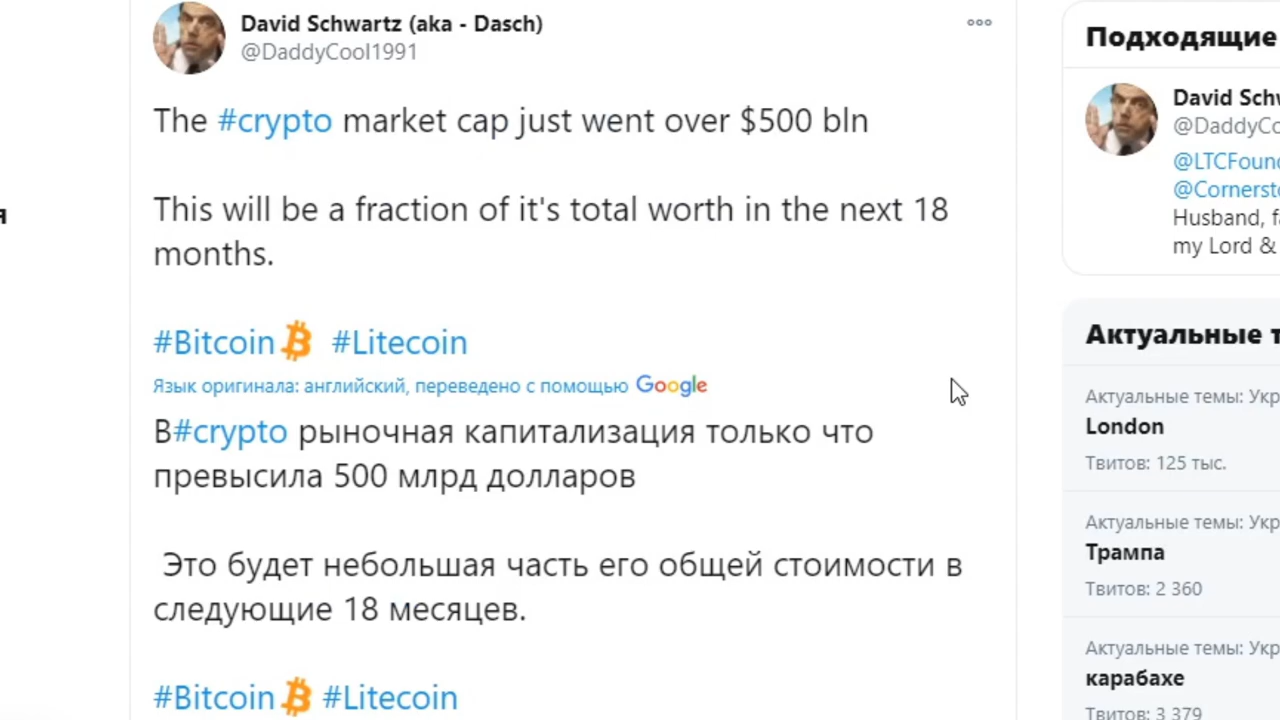 David Schwartz (aka - Dasch)
@DaddyCool1991
The #crypto market cap just went over $500 bln
This will be a fraction of it's total worth in the next 18
months.
#Bitcoin #Litecoin
Язык оригинала: английский, переведено с помощью Google
В#crypto рыночная капитализация только что
превысила 500 млрд долларов
Это будет небольшая часть его общей стоимости в
следующие 18 месяцев.
#Bitcoin #Litecoin
я
Подходящие
David Schw
@DaddyCo
@LTCFound
@Cornersto
Husband, fa
my Lord &
Актуальные т
Актуальные темы: Укр
London
Твитов: 125 тыс.
Актуальные темы: Укр
Трампа
Твитов: 2 360
Актуальные темы: Укр
карабахе
Твитов: 3 379